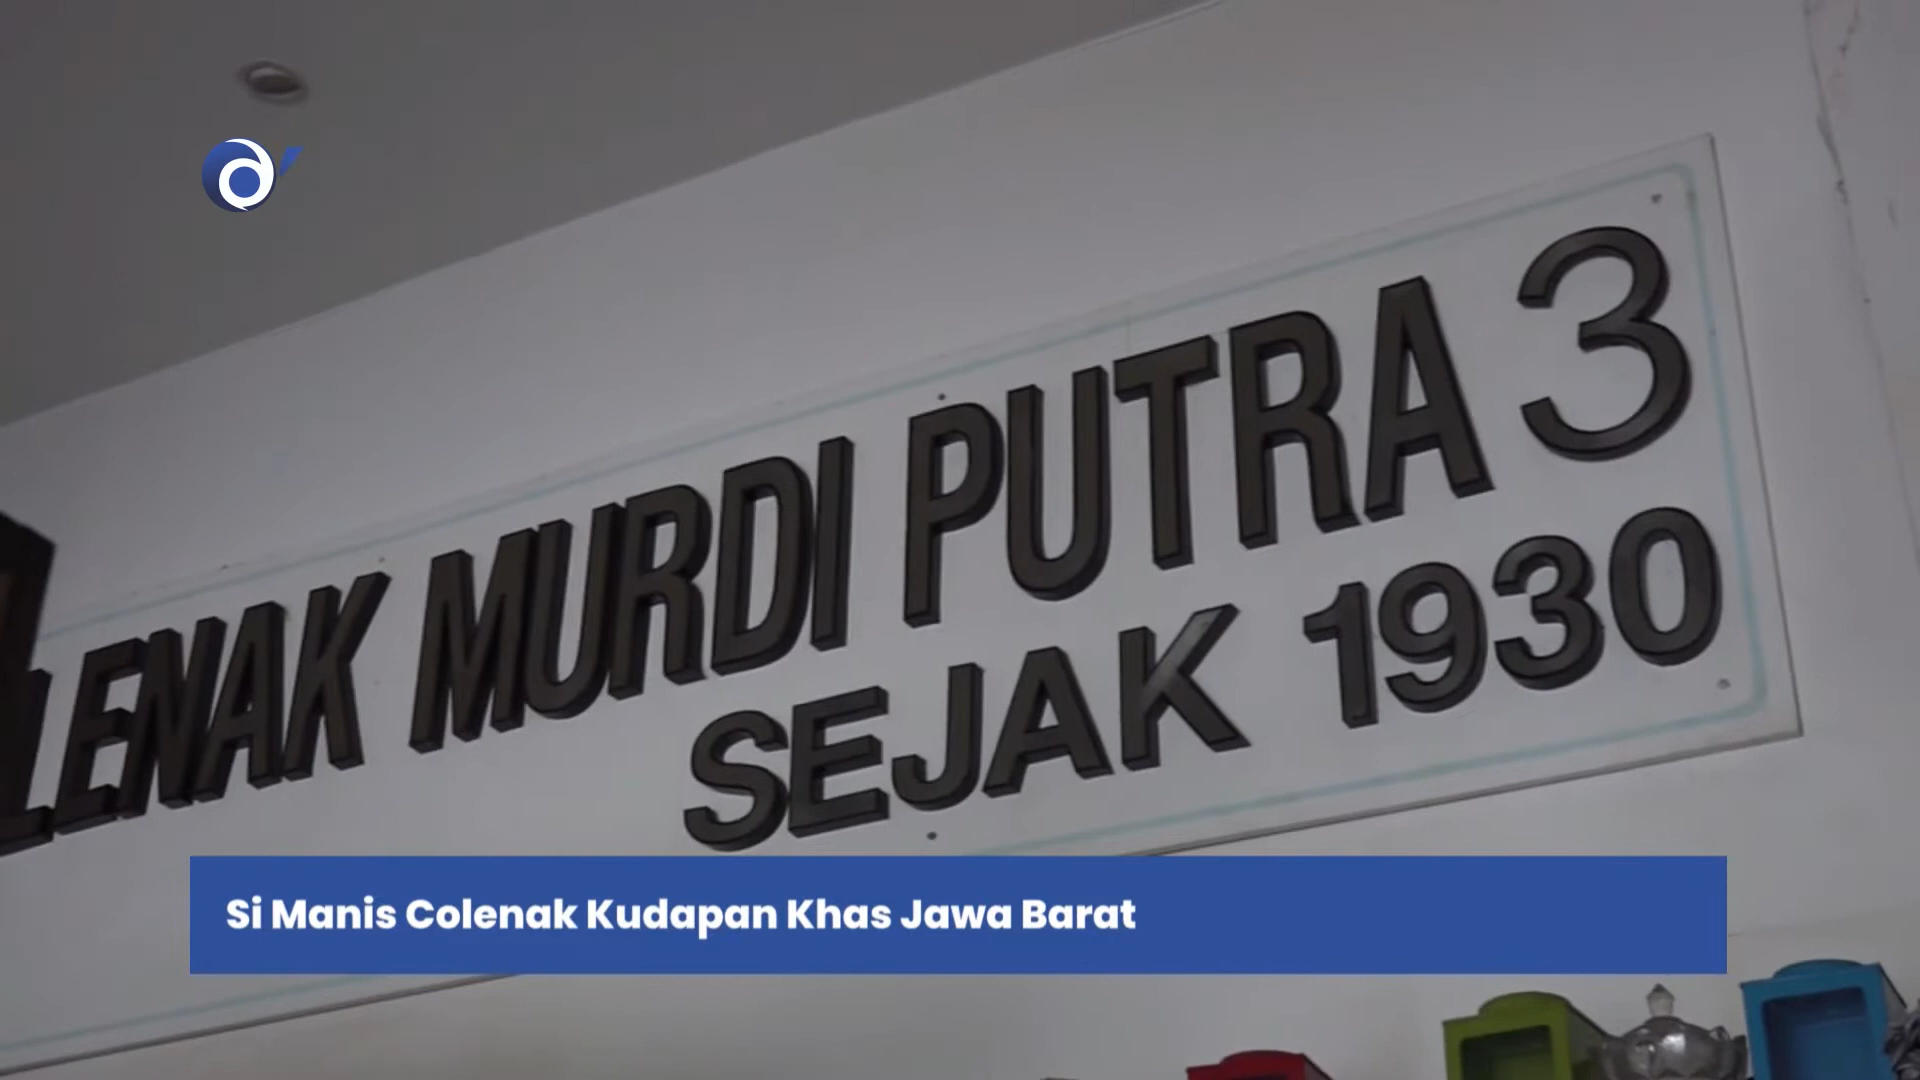 LENAK MURDI PUTRA 3
SEJAK 1930
Si Manis Colenak Kudapan Khas Jawa Barat